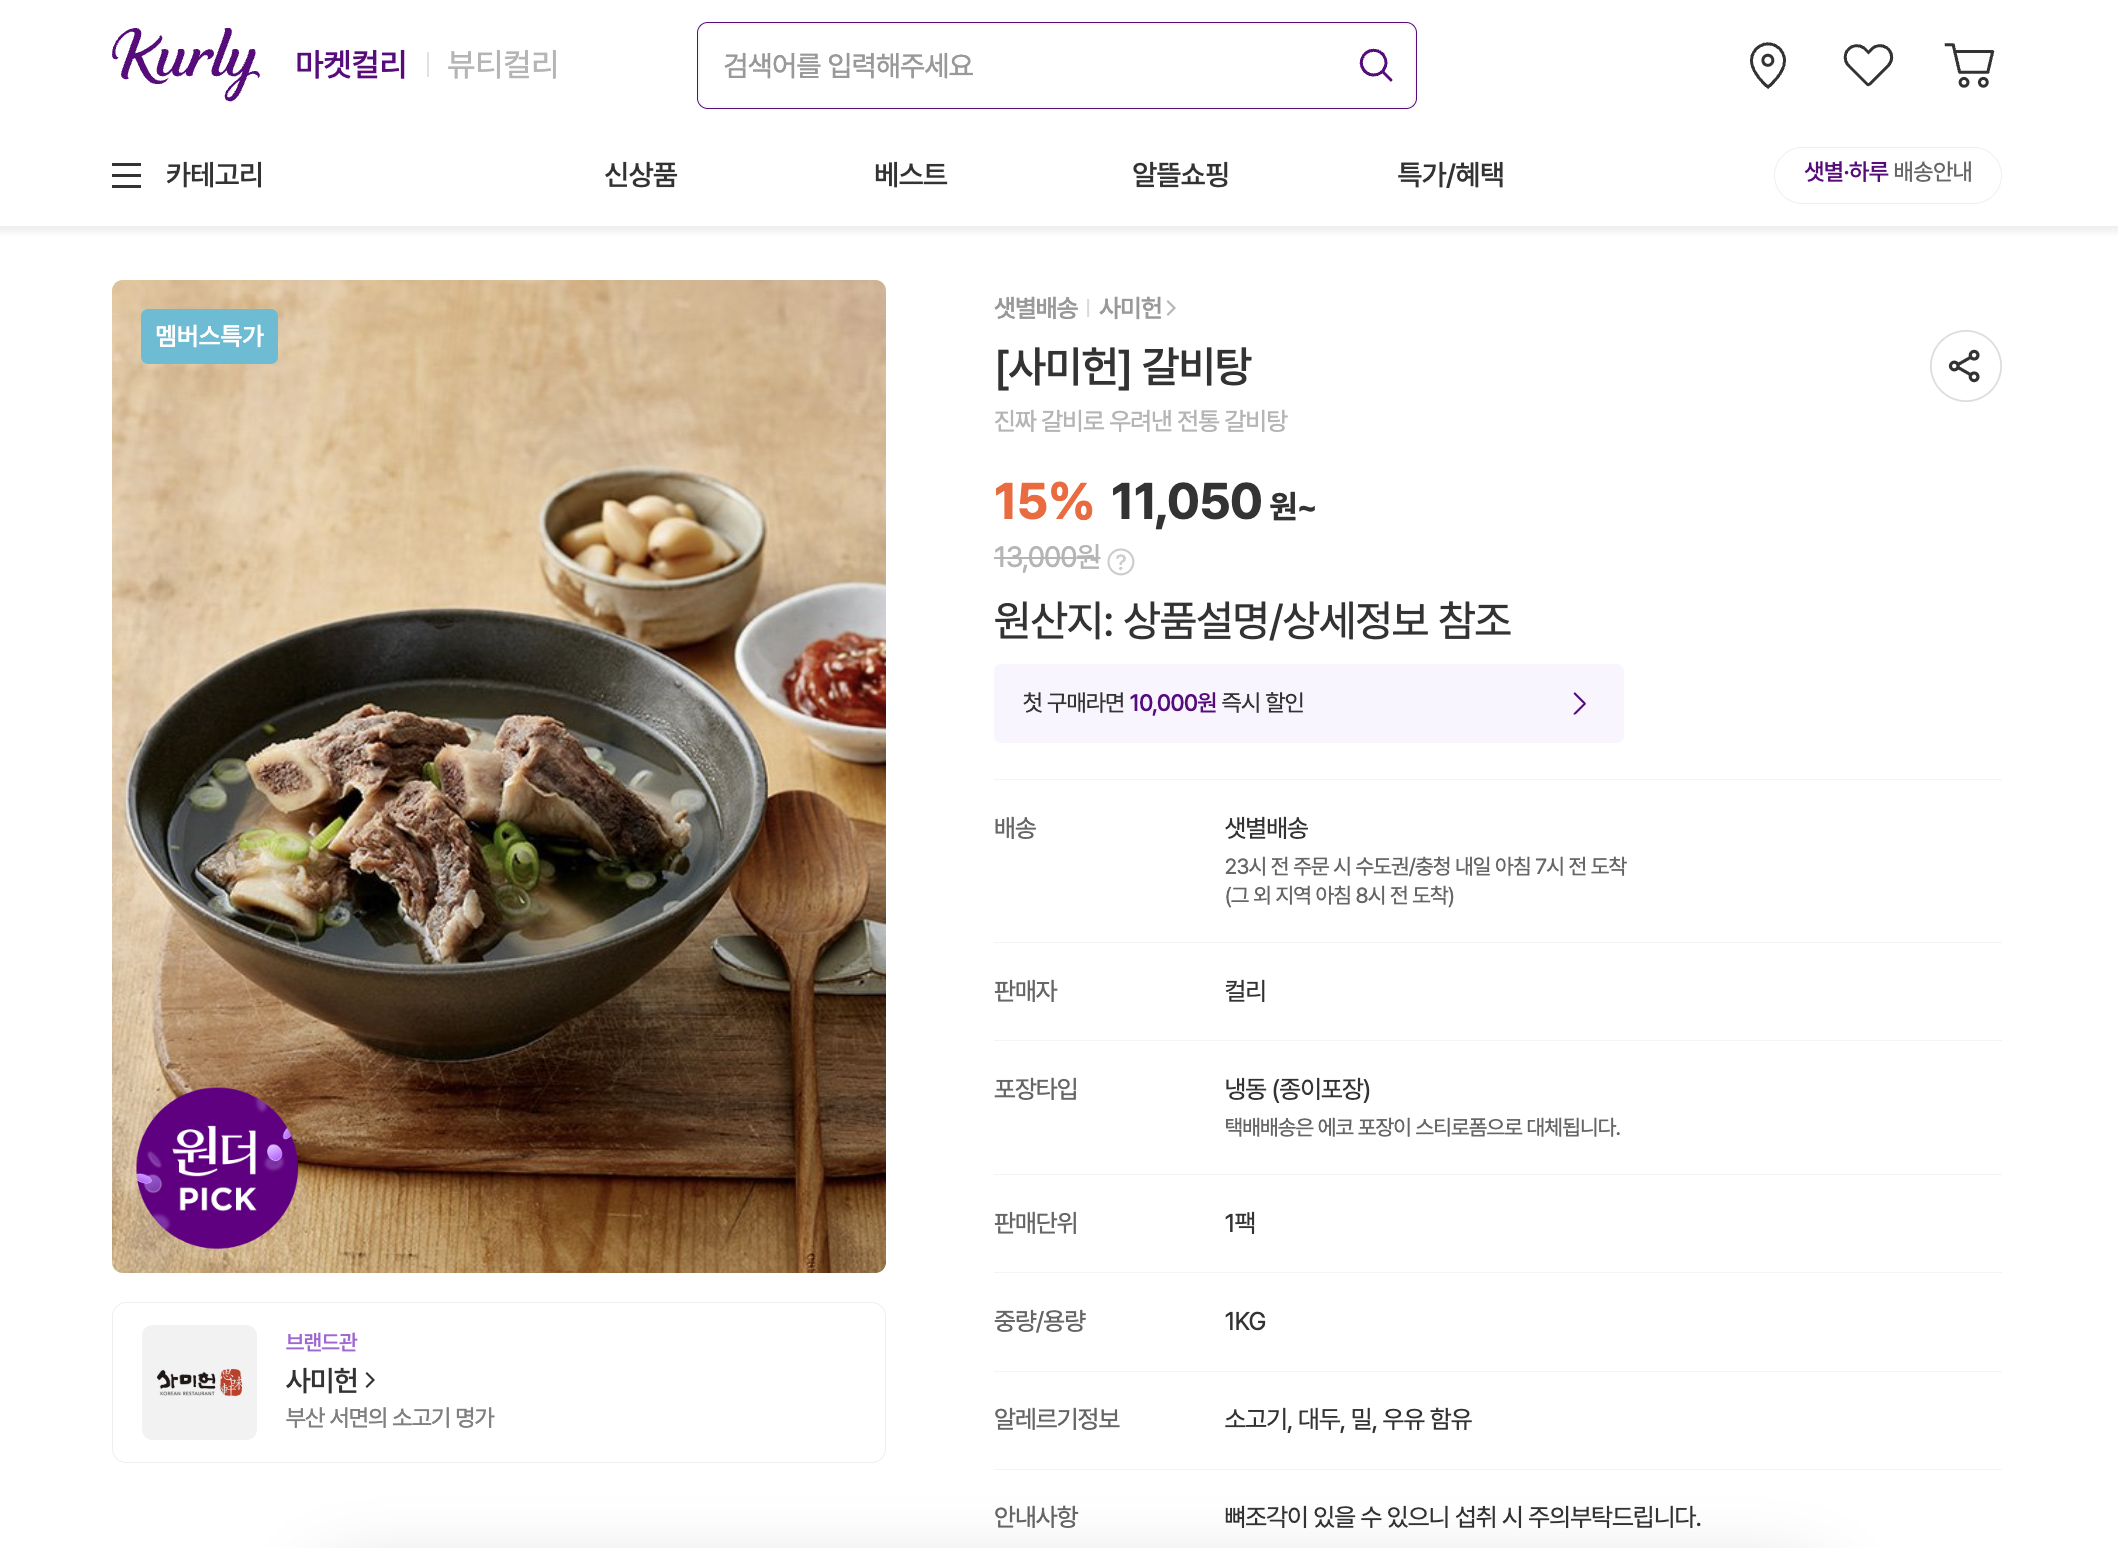 Kurly 마켓컬리 뷰티컬리
검색어를 입력해주세요
카테고리 신상품 베스트 알뜰쇼핑 특가/혜택 샛별·하루 배송안내
멤버스특가
원더
PICK
브랜드관
사미헌
KOREAN RESTAURANT
사미헌 >
부산 서면의 소고기 명가
샛별배송 사미헌 >
[사미헌] 갈비탕
진짜 갈비로 우려낸 전통 갈비탕
15% 11,050 원~
13,000원 ?
원산지: 상품설명/상세정보 참조
첫 구매라면 10,000원 즉시 할인
배송 샛별배송
23시 전 주문 시 수도권/충청 내일 아침 7시 전 도착
(그 외 지역 아침 8시 전 도착)
판매자 컬리
포장타입 냉동 (종이포장)
택배배송은 에코 포장이 스티로폼으로 대체됩니다.
판매단위 1팩
중량/용량 1KG
알레르기정보 소고기, 대두, 밀, 우유 함유
안내사항 뼈조각이 있을 수 있으니 섭취 시 주의부탁드립니다.